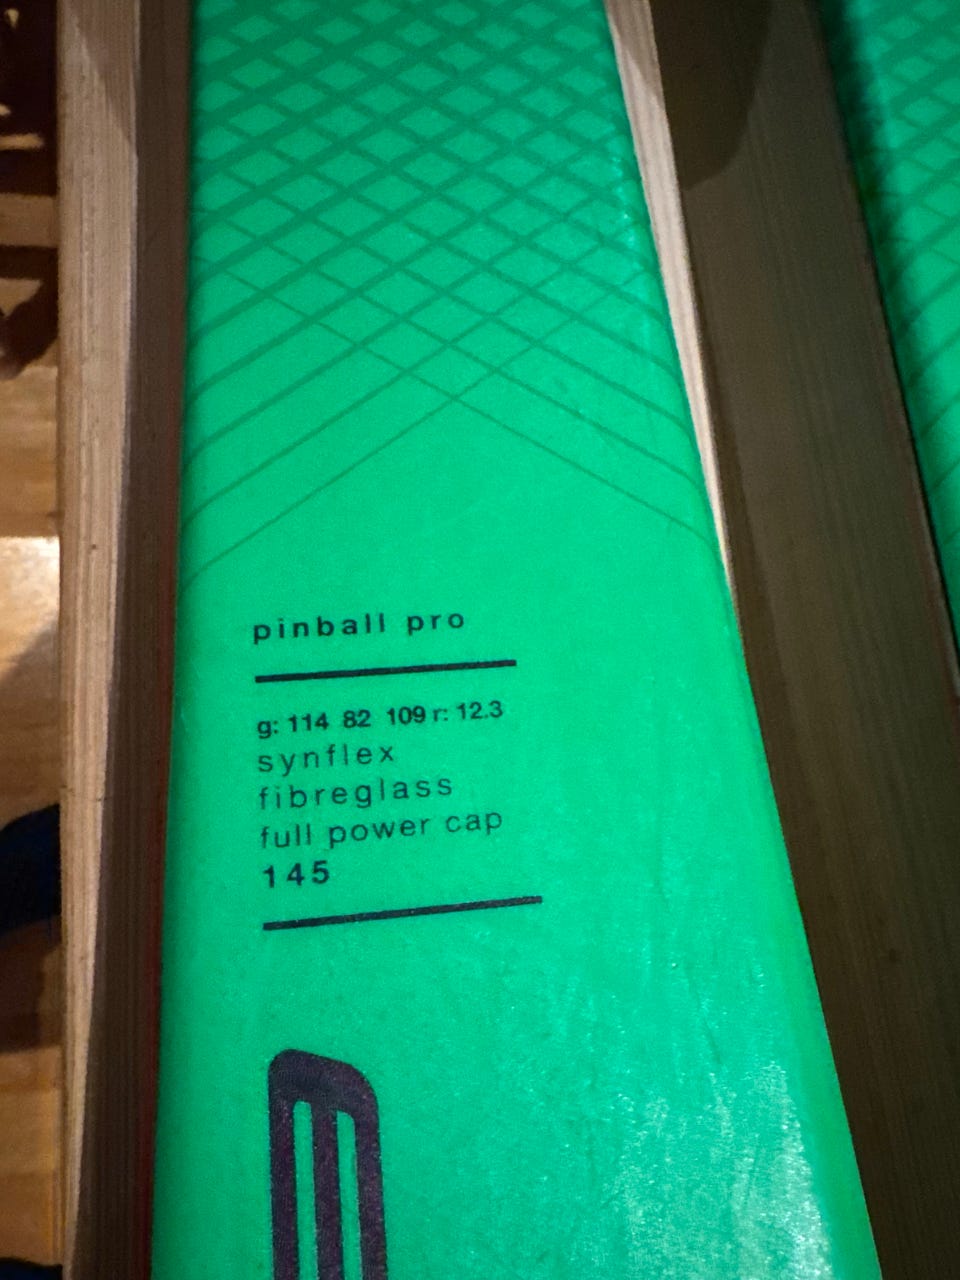 pinball pro
g: 114 82 109 r: 12.3
synflex
fibreglass
full power cap
145